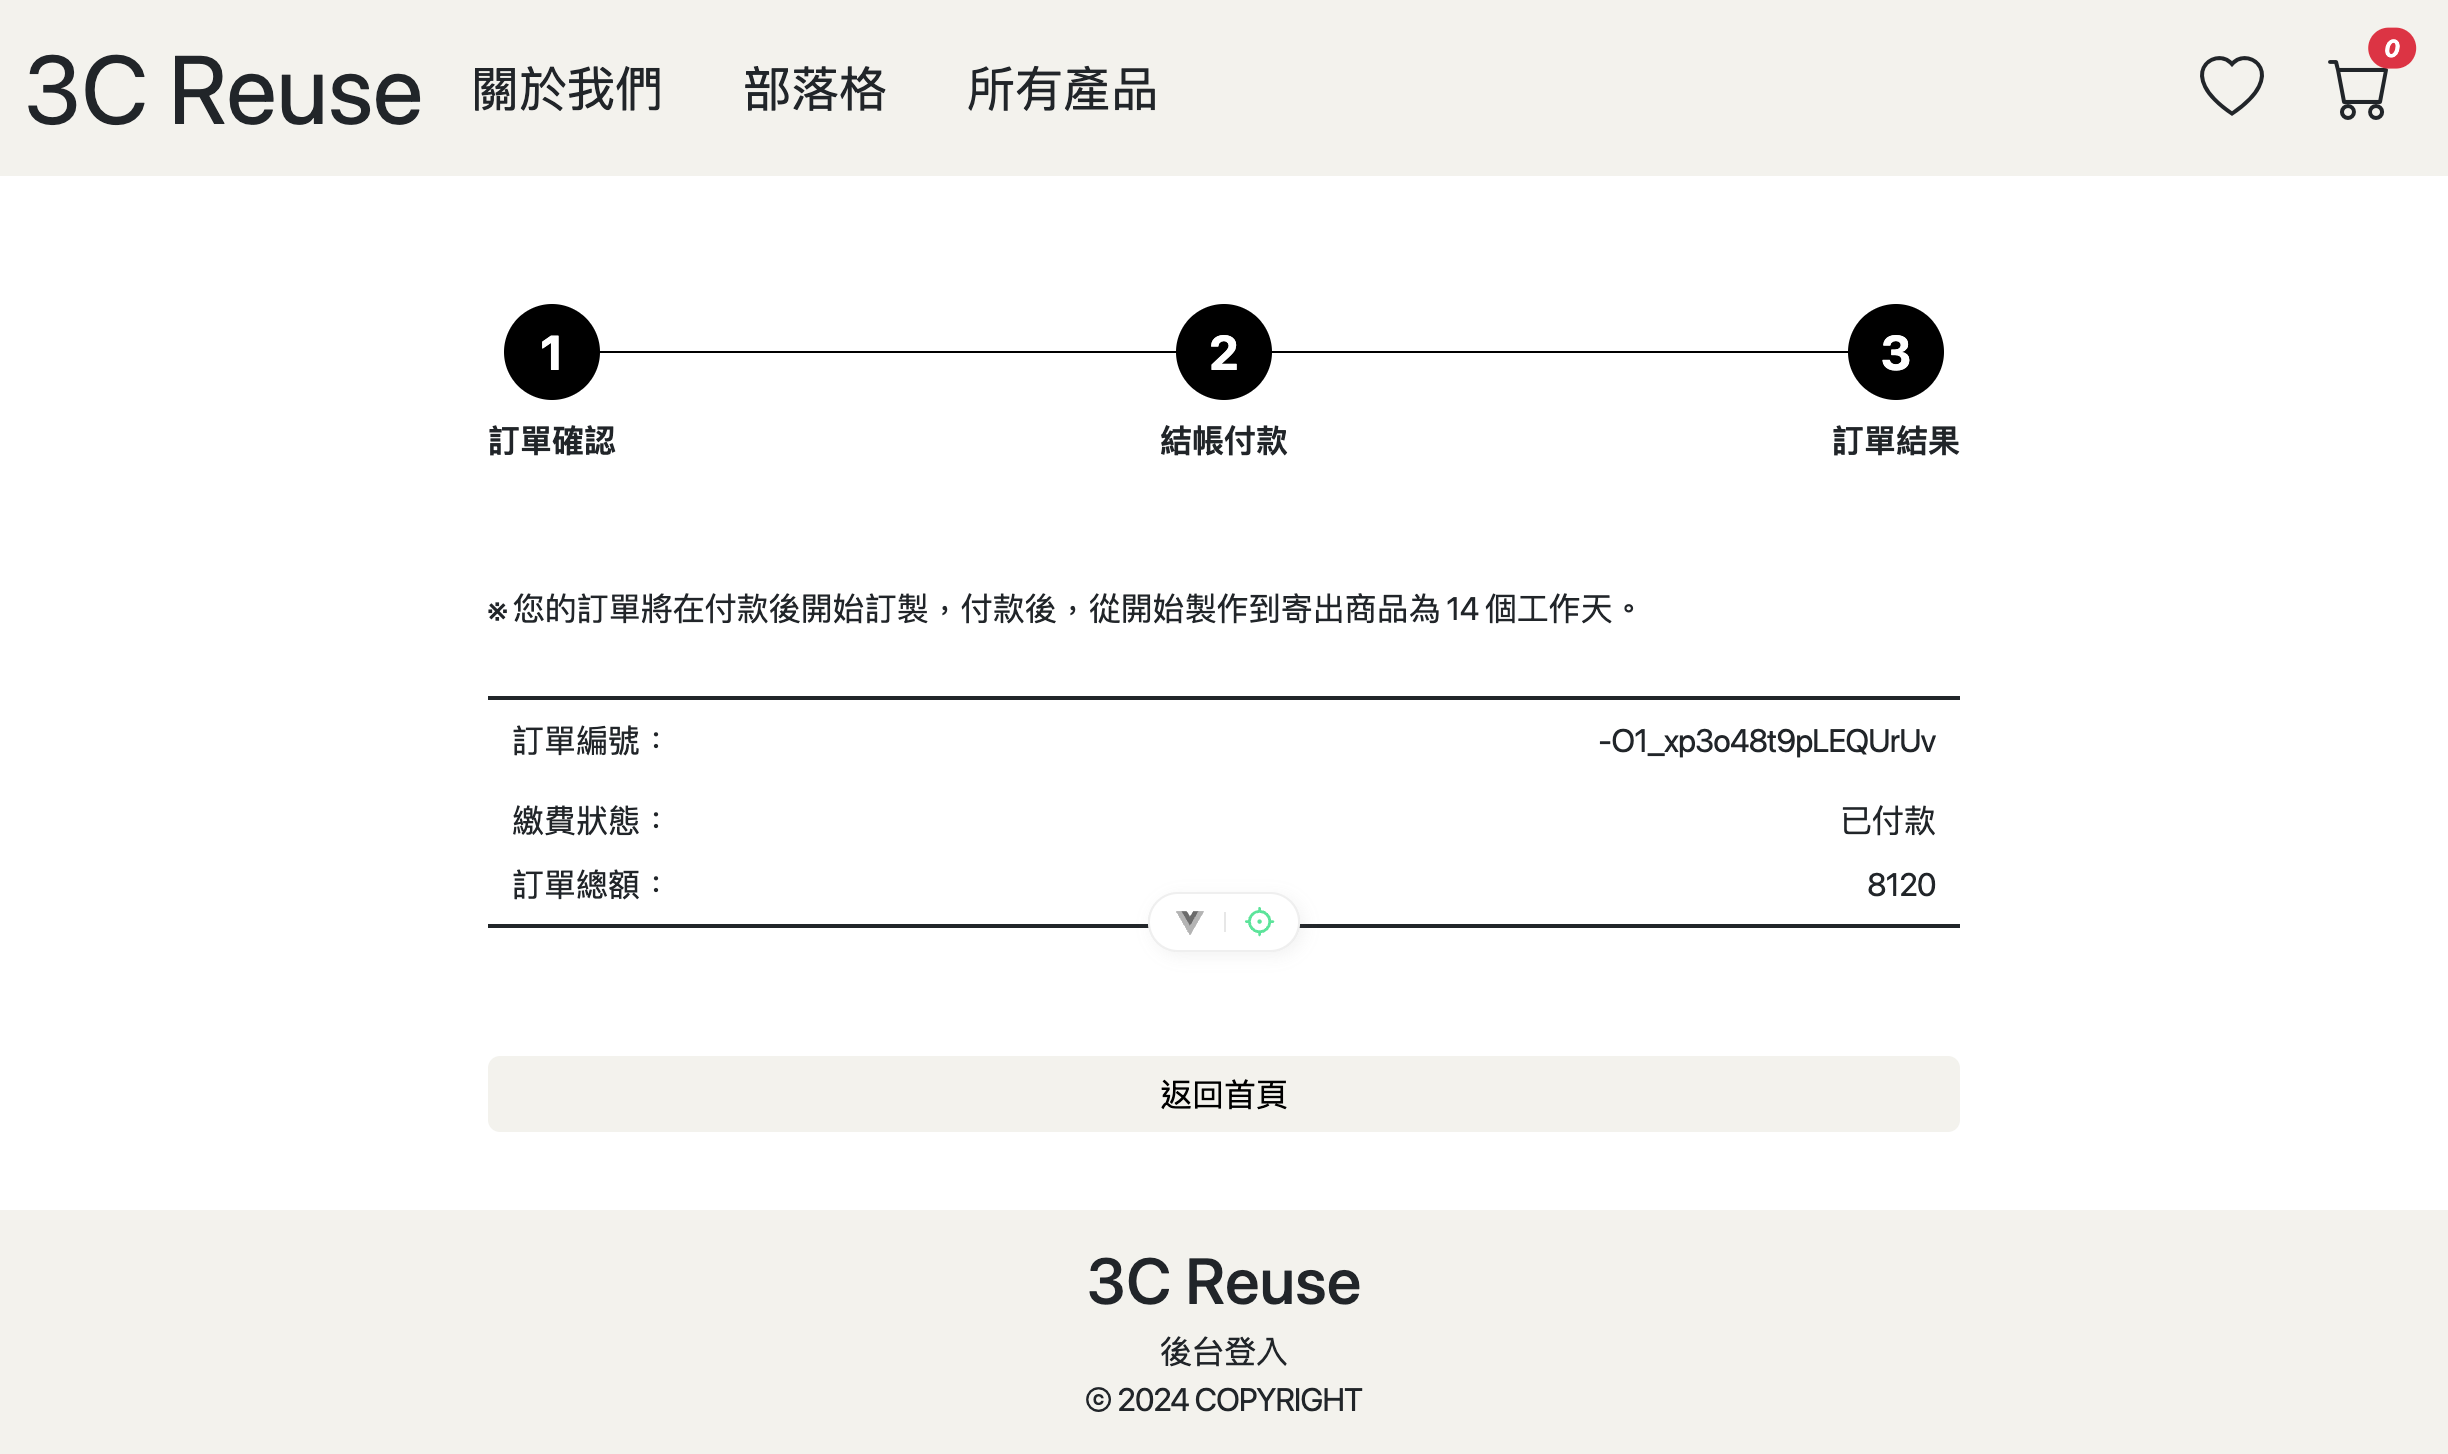 3C Reuse 關於我們 部落格 所有產品 0
1 2 3
訂單確認 結帳付款 訂單結果
※ 您的訂單將在付款後開始訂製，付款後，從開始製作到寄出商品為 14 個工作天。
訂單編號： -O1_xp3o48t9pLEQUrUv
繳費狀態： 已付款
訂單總額： 8120
返回首頁
3C Reuse
後台登入
© 2024 COPYRIGHT